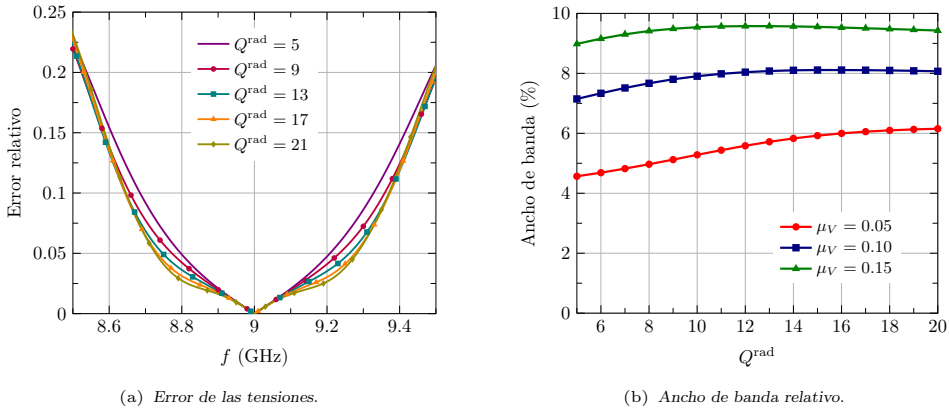 0.25
0.20
0.15
0.10
0.05
0
Error relativo
8.6 8.8 9 9.2 9.4
f (GHz)
Q^rad = 5
Q^rad = 9
Q^rad = 13
Q^rad = 17
Q^rad = 21
(a) Error de las tensiones.
10
8
6
4
2
0
Ancho de banda (%)
6 8 10 12 14 16 18 20
Q^rad
μ_V = 0.05
μ_V = 0.10
μ_V = 0.15
(b) Ancho de banda relativo.